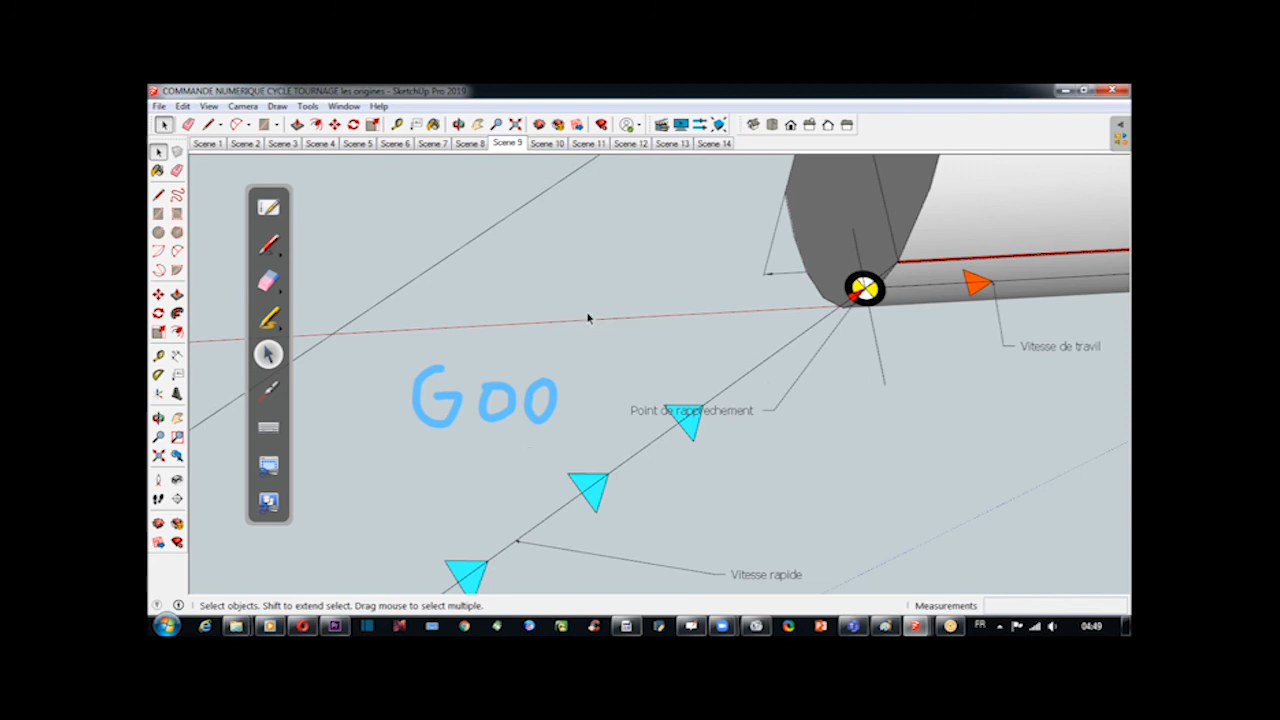 COMMANDE NUMERIQUE CYCLE TOURNAGE les origines - SketchUp Pro 2019
File Edit View Camera Draw Tools Window Help
Scene 1 Scene 2 Scene 3 Scene 4 Scene 5 Scene 6 Scene 7 Scene 8 Scene 9 Scene 10 Scene 11 Scene 12 Scene 13 Scene 14
Vitesse de travil
G00
Point de rapprechement
Vitesse rapide
Select objects. Shift to extend select. Drag mouse to select multiple.
Measurements
FR
04:49